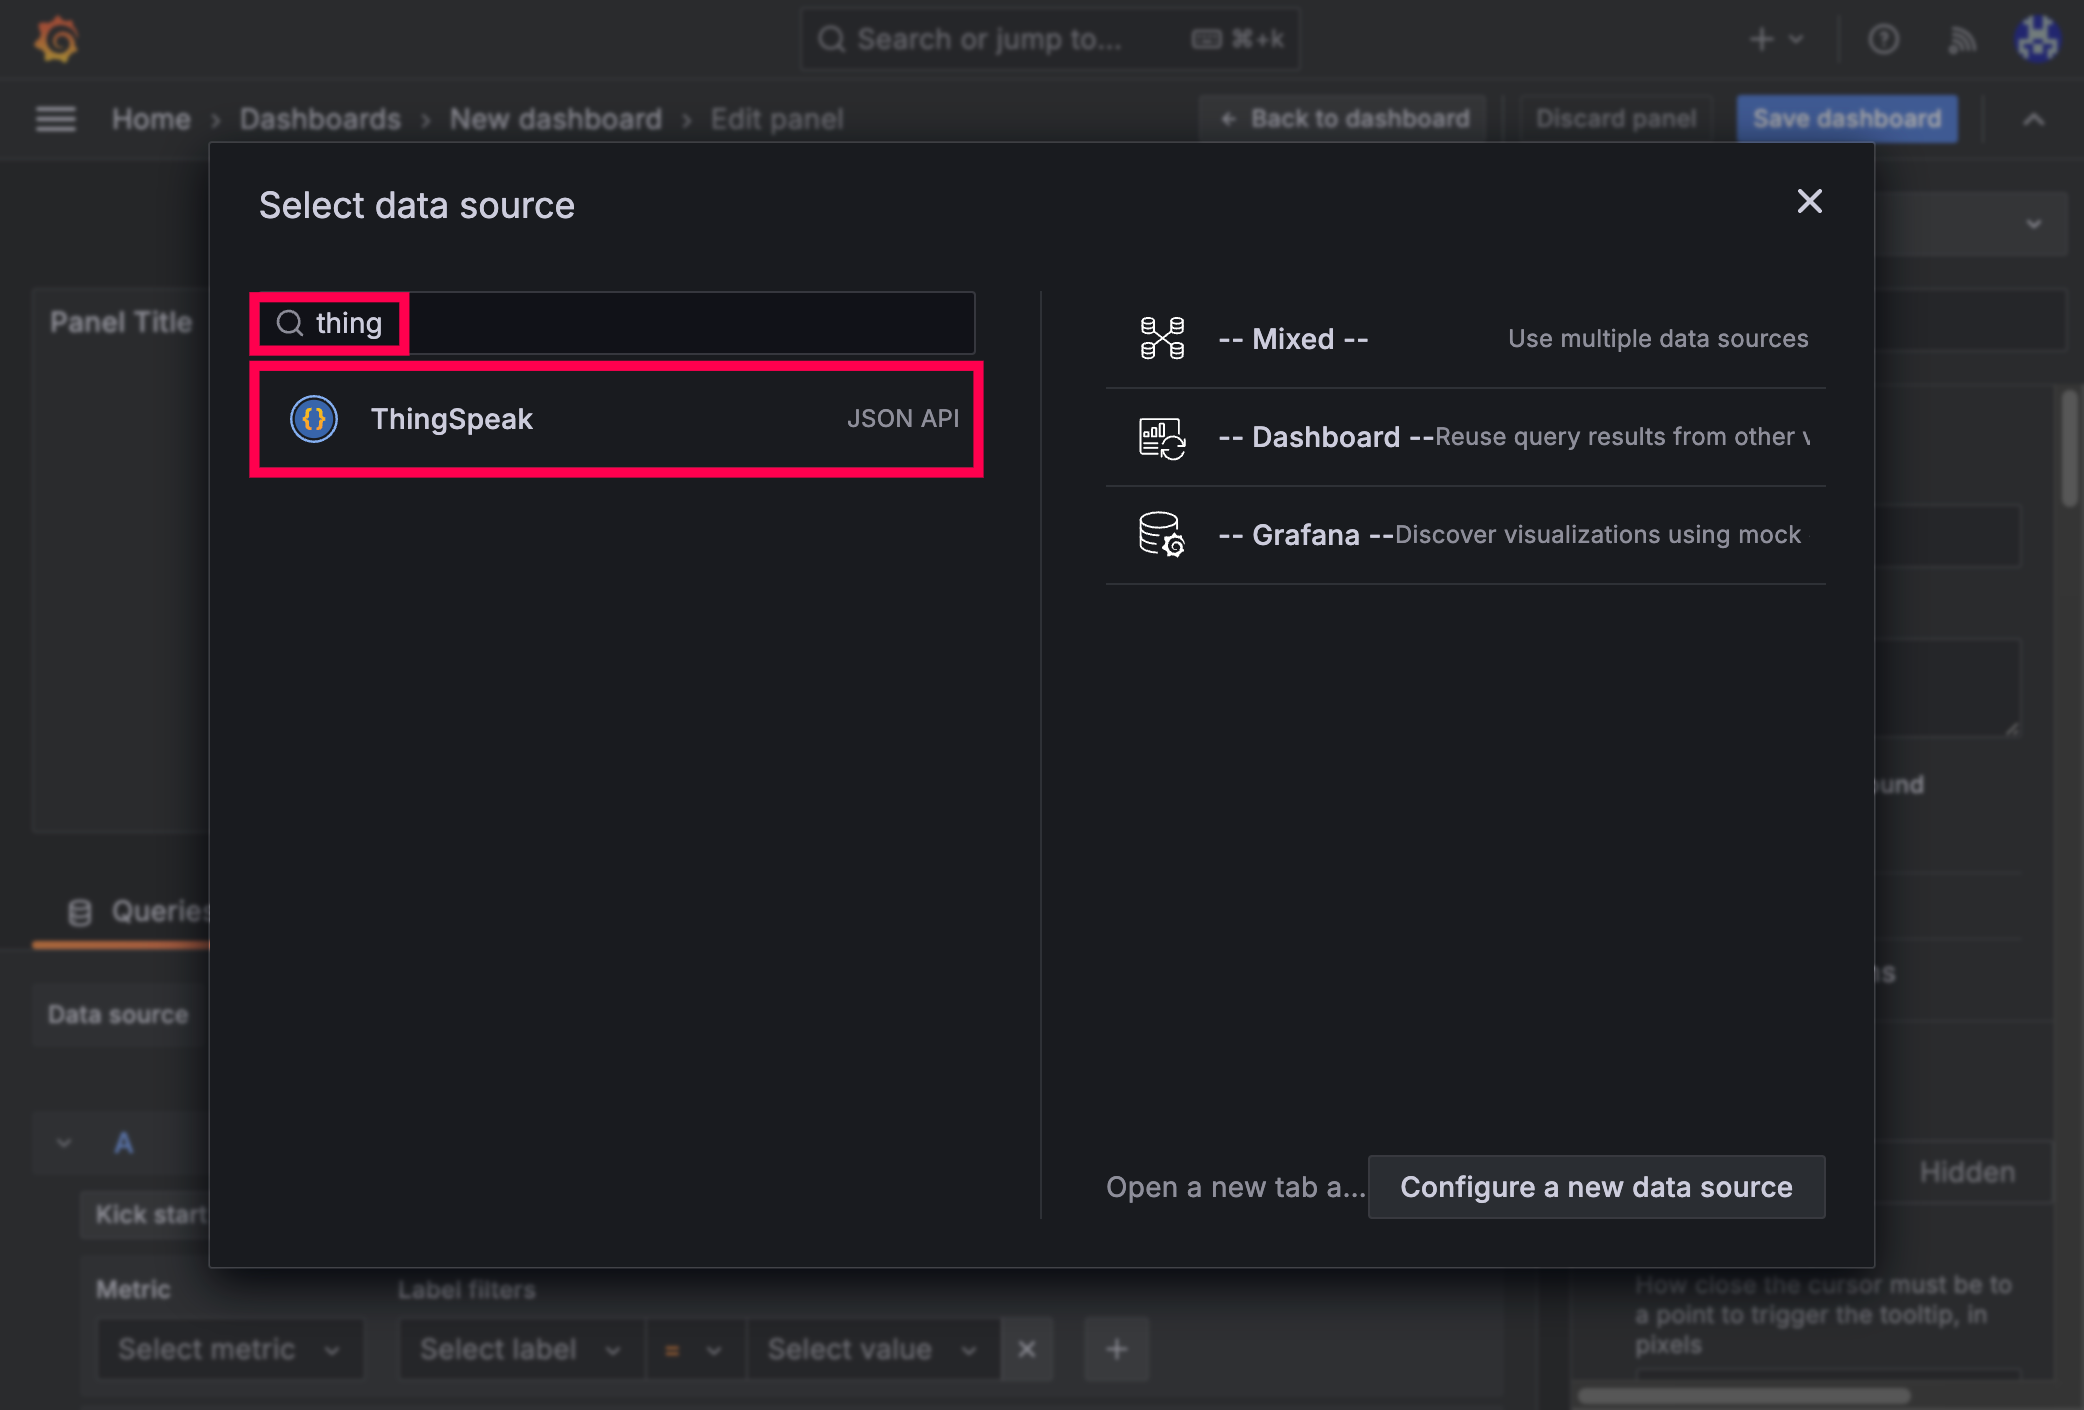 Search or jump to... ⌘+k
Home › Dashboards › New dashboard › Edit panel
← Back to dashboard
Discard panel
Save dashboard
Select data source
thing
ThingSpeak JSON API
-- Mixed -- Use multiple data sources
-- Dashboard -- Reuse query results from other v
-- Grafana -- Discover visualizations using mock
Open a new tab a... Configure a new data source
Panel Title
Queries
Data source
A
Kick start
Metric
Label filters
Select metric
Select label
=
Select value
ound
ns
Hidden
How close the cursor must be to
a point to trigger the tooltip, in
pixels